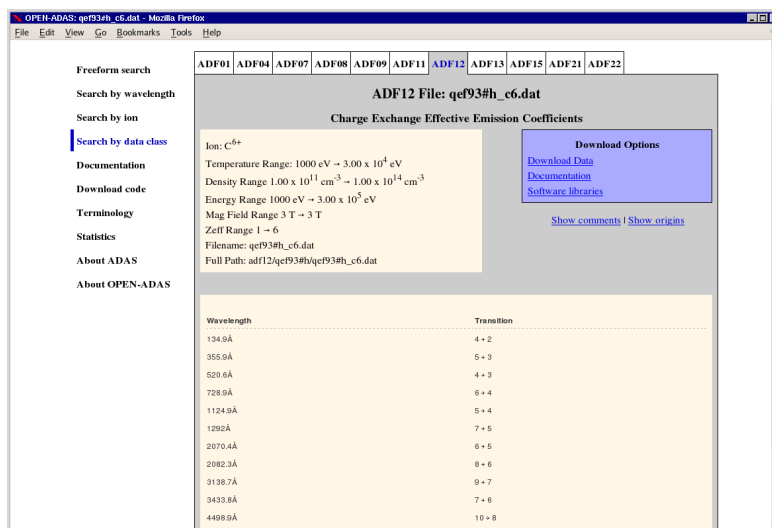 OPEN-ADAS: qef93#h_c6.dat - Mozilla Firefox
File Edit View Go Bookmarks Tools Help
Freeform search
Search by wavelength
Search by ion
Search by data class
Documentation
Download code
Terminology
Statistics
About ADAS
About OPEN-ADAS
ADF01 ADF04 ADF07 ADF08 ADF09 ADF11 ADF12 ADF13 ADF15 ADF21 ADF22
ADF12 File: qef93#h_c6.dat
Charge Exchange Effective Emission Coefficients
Ion: C⁶⁺
Temperature Range: 1000 eV → 3.00 x 10⁴ eV
Density Range 1.00 x 10¹¹ cm⁻³ → 1.00 x 10¹⁴ cm⁻³
Energy Range 1000 eV → 3.00 x 10⁵ eV
Mag Field Range 3 T → 3 T
Zeff Range 1 → 6
Filename: qef93#h_c6.dat
Full Path: adf12/qef93#h/qef93#h_c6.dat
Download Options
Download Data
Documentation
Software libraries
Show comments | Show origins
Wavelength Transition
134.9Å 4 → 2
355.9Å 5 → 3
520.6Å 4 → 3
728.9Å 6 → 4
1124.9Å 5 → 4
1292Å 7 → 5
2070.4Å 6 → 5
2082.3Å 8 → 6
3138.7Å 9 → 7
3433.8Å 7 → 6
4498.9Å 10 → 8